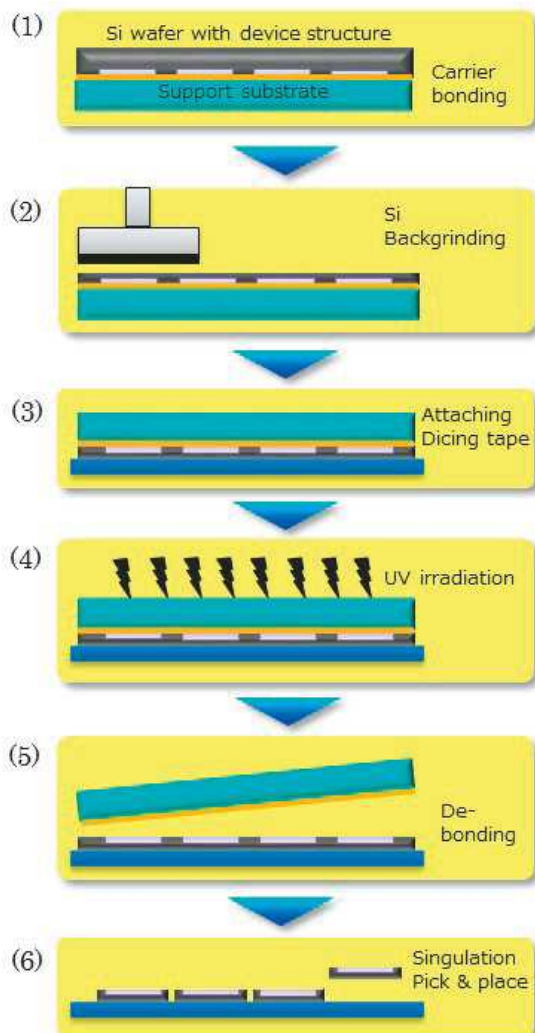 (1)
Si wafer with device structure
Support substrate
Carrier
bonding
(2)
Si
Backgrinding
(3)
Attaching
Dicing tape
(4)
UV irradiation
(5)
De-
bonding
(6)
Singulation
Pick & place